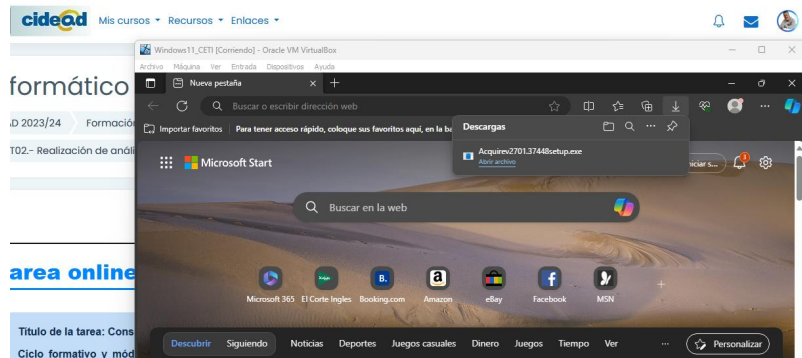 cidead Mis cursos Recursos Enlaces
Windows11_CETI [Corriendo] - Oracle VM VirtualBox
Archivo Máquina Ver Entrada Dispositivos Ayuda
formático
Nueva pestaña
Buscar o escribir dirección web
D 2023/24 Formació
Importar favoritos Para tener acceso rápido, coloque sus favoritos aquí, en la ba
Descargas
T02.- Realización de análi
Acquirev2701.37448setup.exe
Abrir archivo
Microsoft Start
niciar s...
3
Buscar en la web
area online
B.
a
Microsoft 365 El Corte Ingles Booking.com Amazon eBay Facebook MSN
Título de la tarea: Cons
Descubrir Siguiendo Noticias Deportes Juegos casuales Dinero Juegos Tiempo Ver ... Personalizar
Ciclo formativo y mód